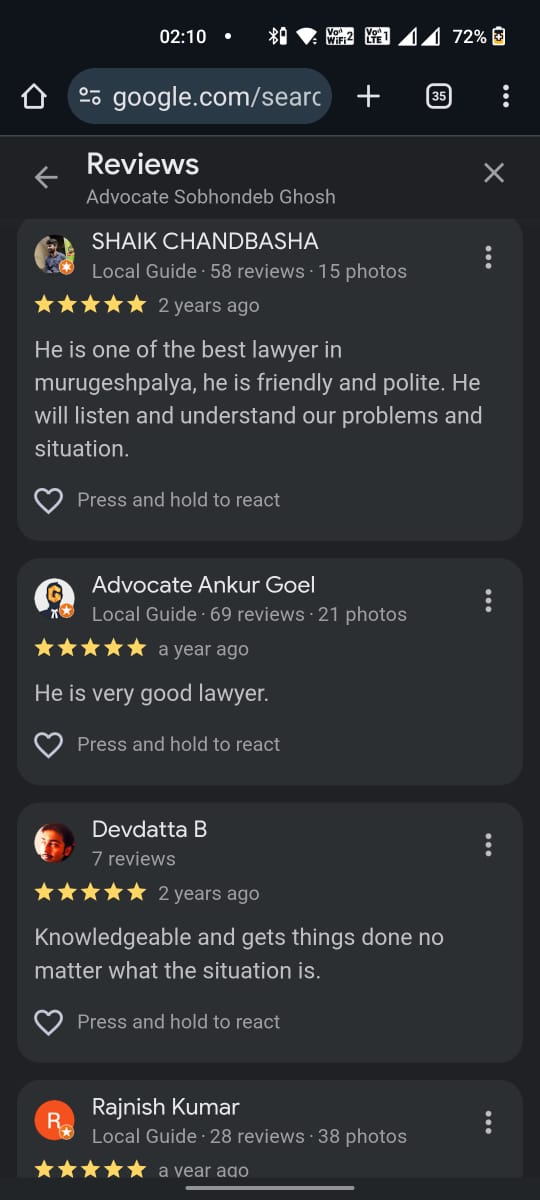 02:10
Vo WiFi2
Vo LTE1
72%
google.com/searc
35
Reviews
Advocate Sobhondeb Ghosh
SHAIK CHANDBASHA
Local Guide · 58 reviews · 15 photos
2 years ago
He is one of the best lawyer in
murugeshpalya, he is friendly and polite. He
will listen and understand our problems and
situation.
Press and hold to react
Advocate Ankur Goel
Local Guide · 69 reviews · 21 photos
a year ago
He is very good lawyer.
Press and hold to react
Devdatta B
7 reviews
2 years ago
Knowledgeable and gets things done no
matter what the situation is.
Press and hold to react
R
Rajnish Kumar
Local Guide · 28 reviews · 38 photos
a year ago